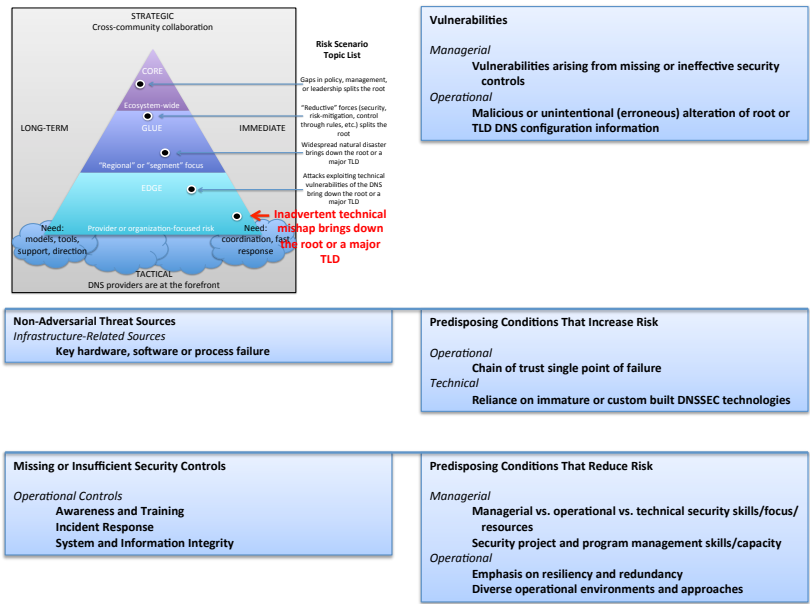 STRATEGIC
Cross-community collaboration
Risk Scenario
Topic List
CORE
Gaps in policy, management,
or leadership splits the root
Ecosystem-wide
"Reductive" forces (security,
risk-mitigation, control
through rules, etc.) splits the
root
LONG-TERM
GLUE
IMMEDIATE
Widespread natural disaster
brings down the root or a
major TLD
"Regional" or "segment" focus
Attacks exploiting technical
vulnerabilities of the DNS
bring down the root or a
major TLD
EDGE
Inadvertent technical
mishap brings down
the root or a major
TLD
Provider or organization-focused risk
Need:
models, tools,
support, direction
Need:
coordination, fast
response
TACTICAL
DNS providers are at the forefront
Vulnerabilities
Managerial
Vulnerabilities arising from missing or ineffective security
controls
Operational
Malicious or unintentional (erroneous) alteration of root or
TLD DNS configuration information
Non-Adversarial Threat Sources
Infrastructure-Related Sources
Key hardware, software or process failure
Predisposing Conditions That Increase Risk
Operational
Chain of trust single point of failure
Technical
Reliance on immature or custom built DNSSEC technologies
Missing or Insufficient Security Controls
Operational Controls
Awareness and Training
Incident Response
System and Information Integrity
Predisposing Conditions That Reduce Risk
Managerial
Managerial vs. operational vs. technical security skills/focus/
resources
Security project and program management skills/capacity
Operational
Emphasis on resiliency and redundancy
Diverse operational environments and approaches